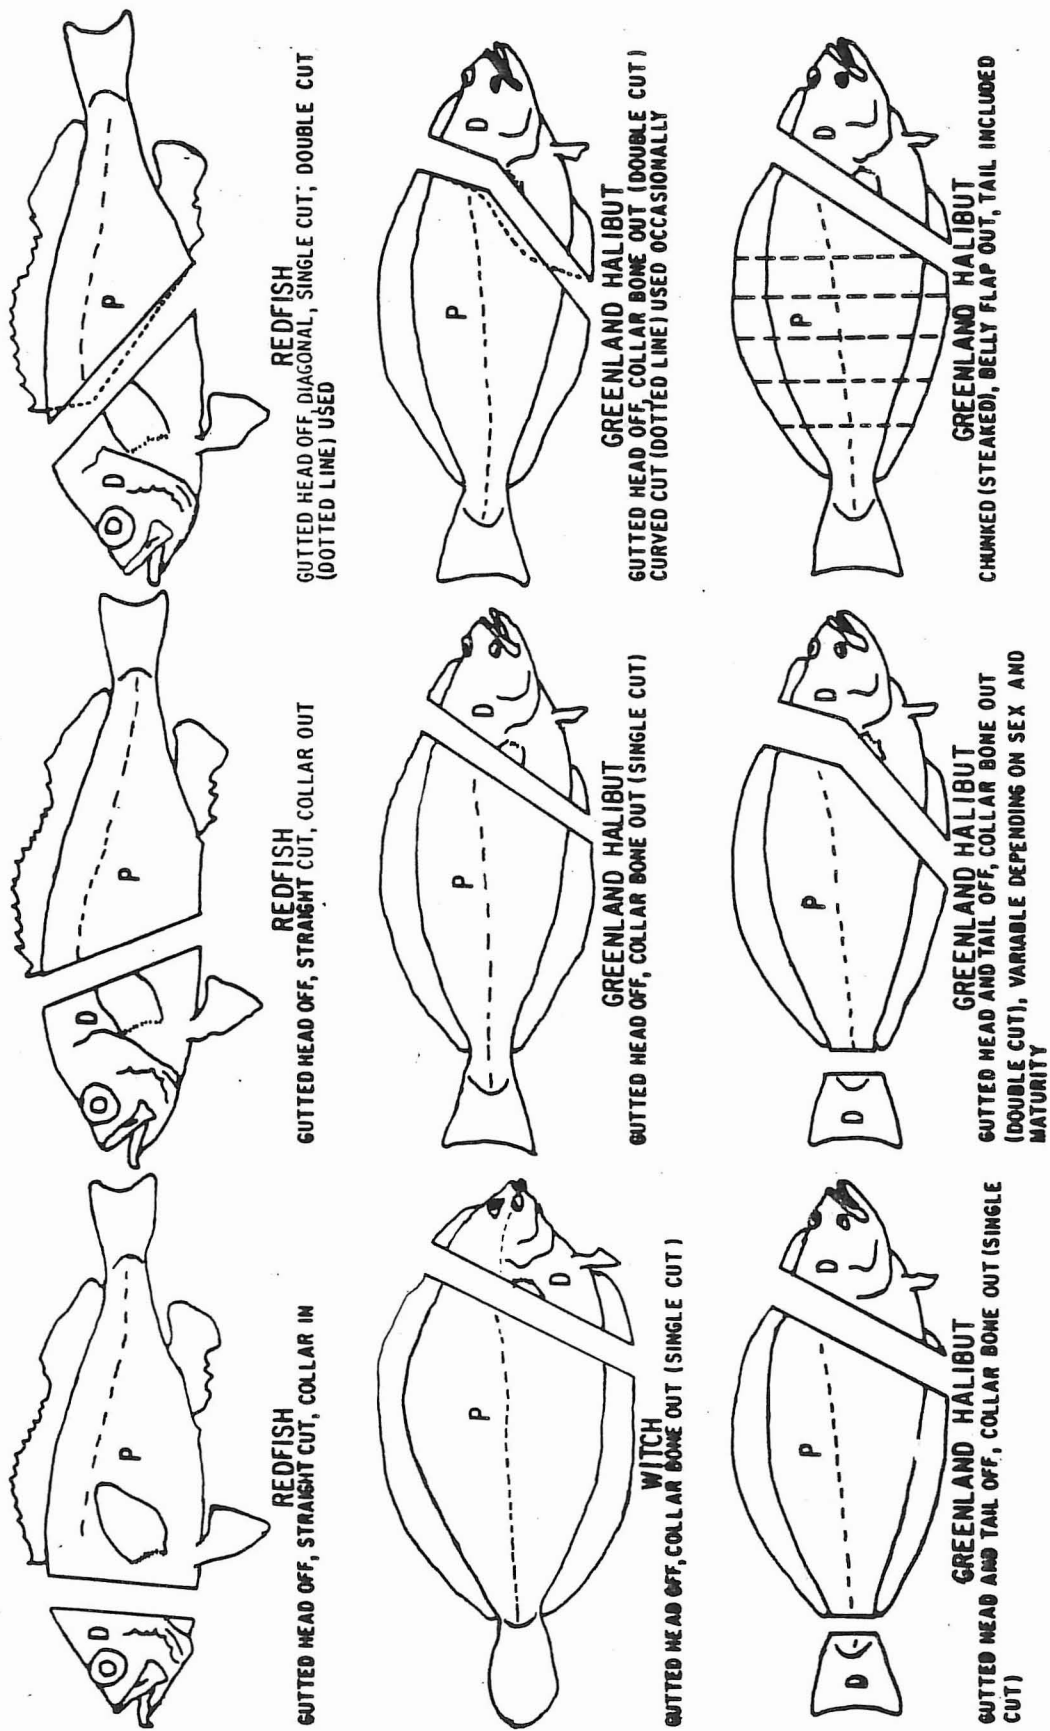 D
P
REDFISH
GUTTED HEAD OFF, STRAIGHT CUT, COLLAR IN
D
P
REDFISH
GUTTED HEAD OFF, STRAIGHT CUT, COLLAR OUT
D
P
REDFISH
GUTTED HEAD OFF, DIAGONAL, SINGLE CUT; DOUBLE CUT
(DOTTED LINE) USED
P
D
WITCH
GUTTED HEAD OFF, COLLAR BONE OUT (SINGLE CUT)
P
D
GREENLAND HALIBUT
GUTTED HEAD OFF, COLLAR BONE OUT (SINGLE CUT)
P
D
GREENLAND HALIBUT
GUTTED HEAD OFF, COLLAR BONE OUT (DOUBLE CUT)
CURVED CUT (DOTTED LINE) USED OCCASIONALLY
D
P
D
GREENLAND HALIBUT
GUTTED HEAD AND TAIL OFF, COLLAR BONE OUT (SINGLE
CUT)
D
P
D
GREENLAND HALIBUT
GUTTED HEAD AND TAIL OFF, COLLAR BONE OUT
(DOUBLE CUT), VARIABLE DEPENDING ON SEX AND
MATURITY
P
D
GREENLAND HALIBUT
CHUNKED (STEAKED), BELLY FLAP OUT, TAIL INCLUDED